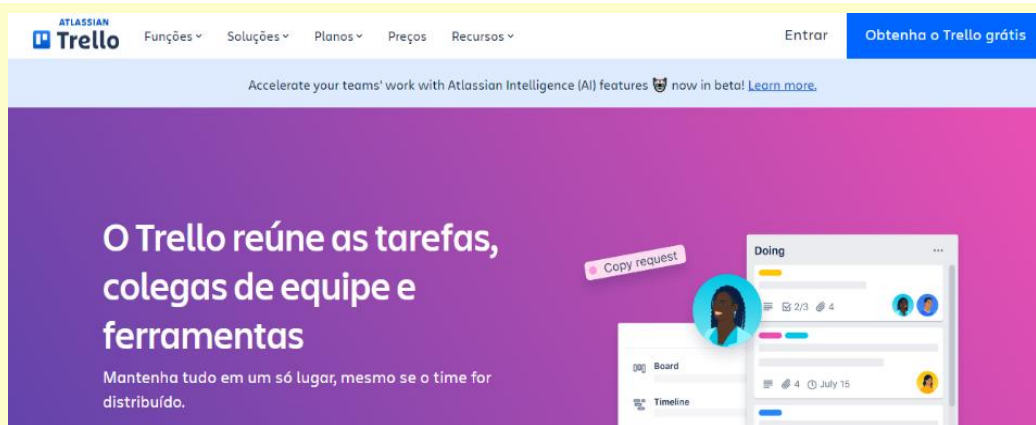 ATLASSIAN
Trello
Funções Soluções Planos Preços Recursos Entrar Obtenha o Trello grátis
Accelerate your teams' work with Atlassian Intelligence (AI) features now in beta! Learn more.
O Trello reúne as tarefas,
colegas de equipe e
ferramentas
Mantenha tudo em um só lugar, mesmo se o time for
distribuído.
Copy request
Doing
2/3 4
4 July 15
Board
Timeline